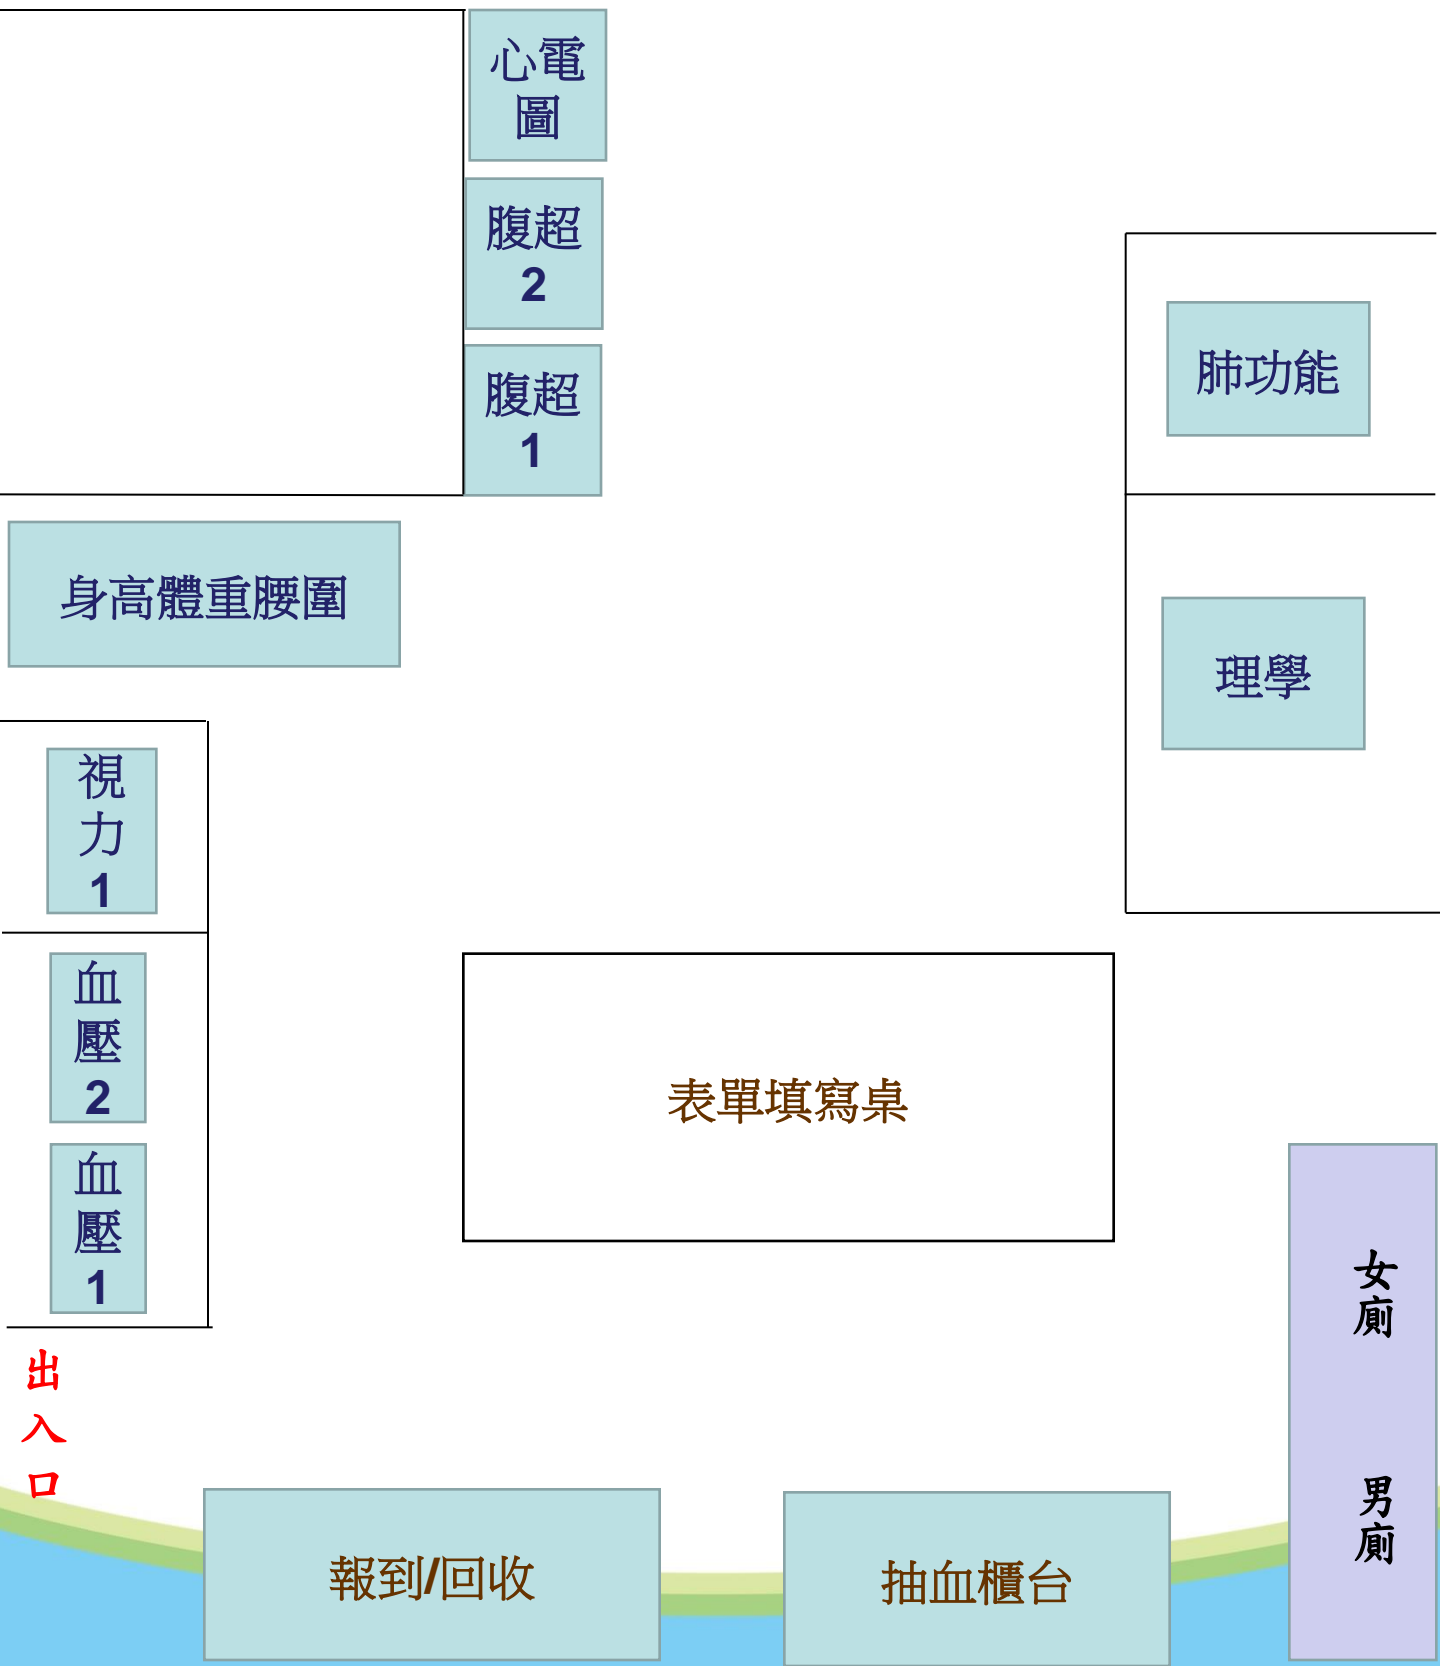 心電
圖
腹超
2
腹超
1
肺功能
身高體重腰圍
理學
視
力
1
血
壓
2
血
壓
1
表單填寫桌
女
廁
男
廁
出
入
口
報到/回收
抽血櫃台